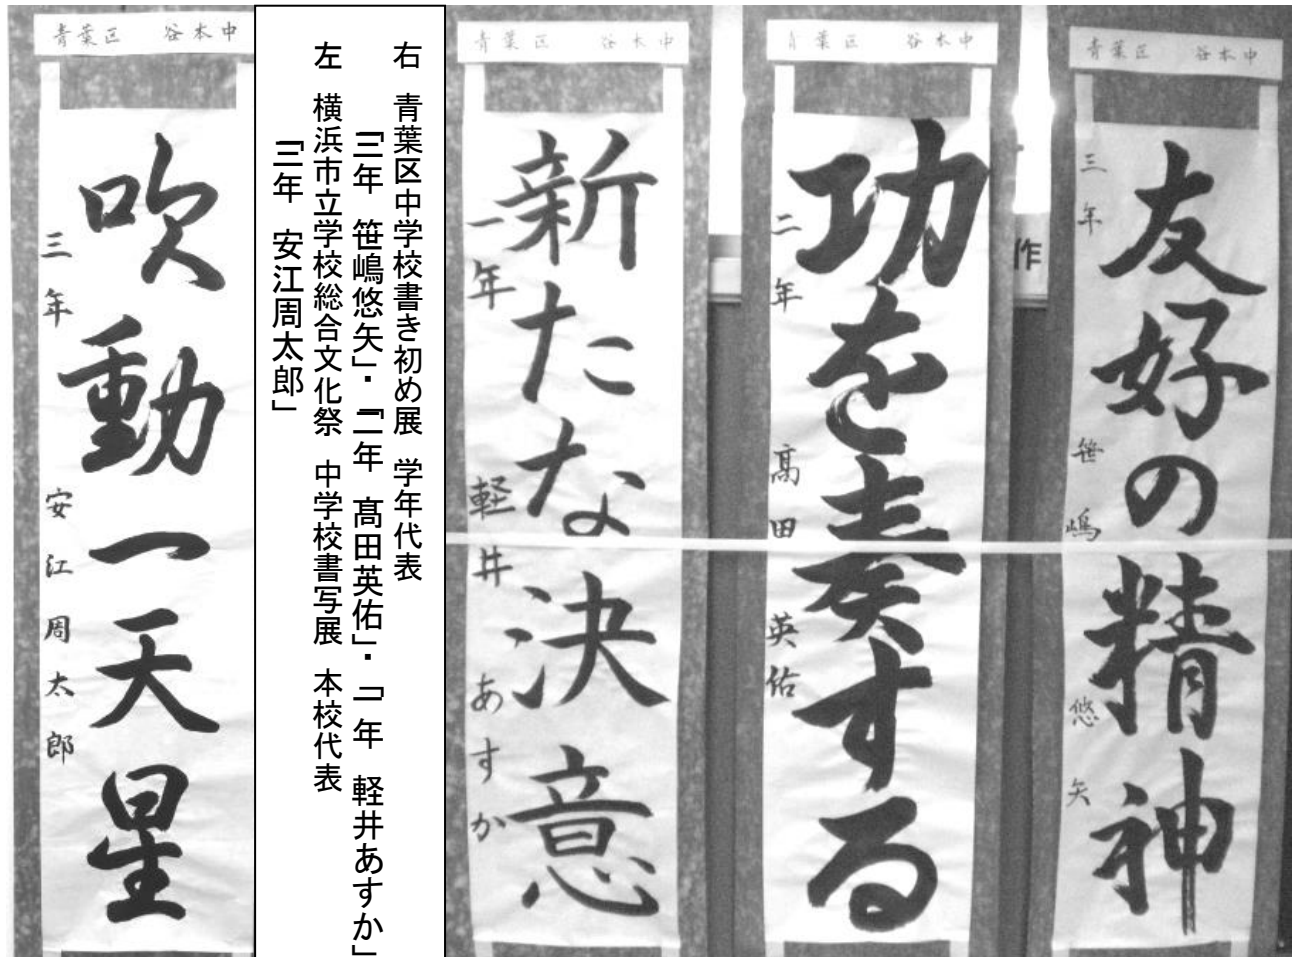 青葉区 谷本中
友好の精神
三年 笹嶋 悠矢
青葉区 谷本中
功を奏する
二年 髙田 英佑
作
青葉区 谷本中
新たな決意
一年 軽井 あすか
右 青葉区中学校書き初め展 学年代表
「三年 笹嶋悠矢」・「二年 髙田英佑」・「一年 軽井あすか」
左 横浜市立学校総合文化祭 中学校書写展 本校代表
「三年 安江周太郎」
青葉区 谷本中
吹動一天星
三年 安江周太郎